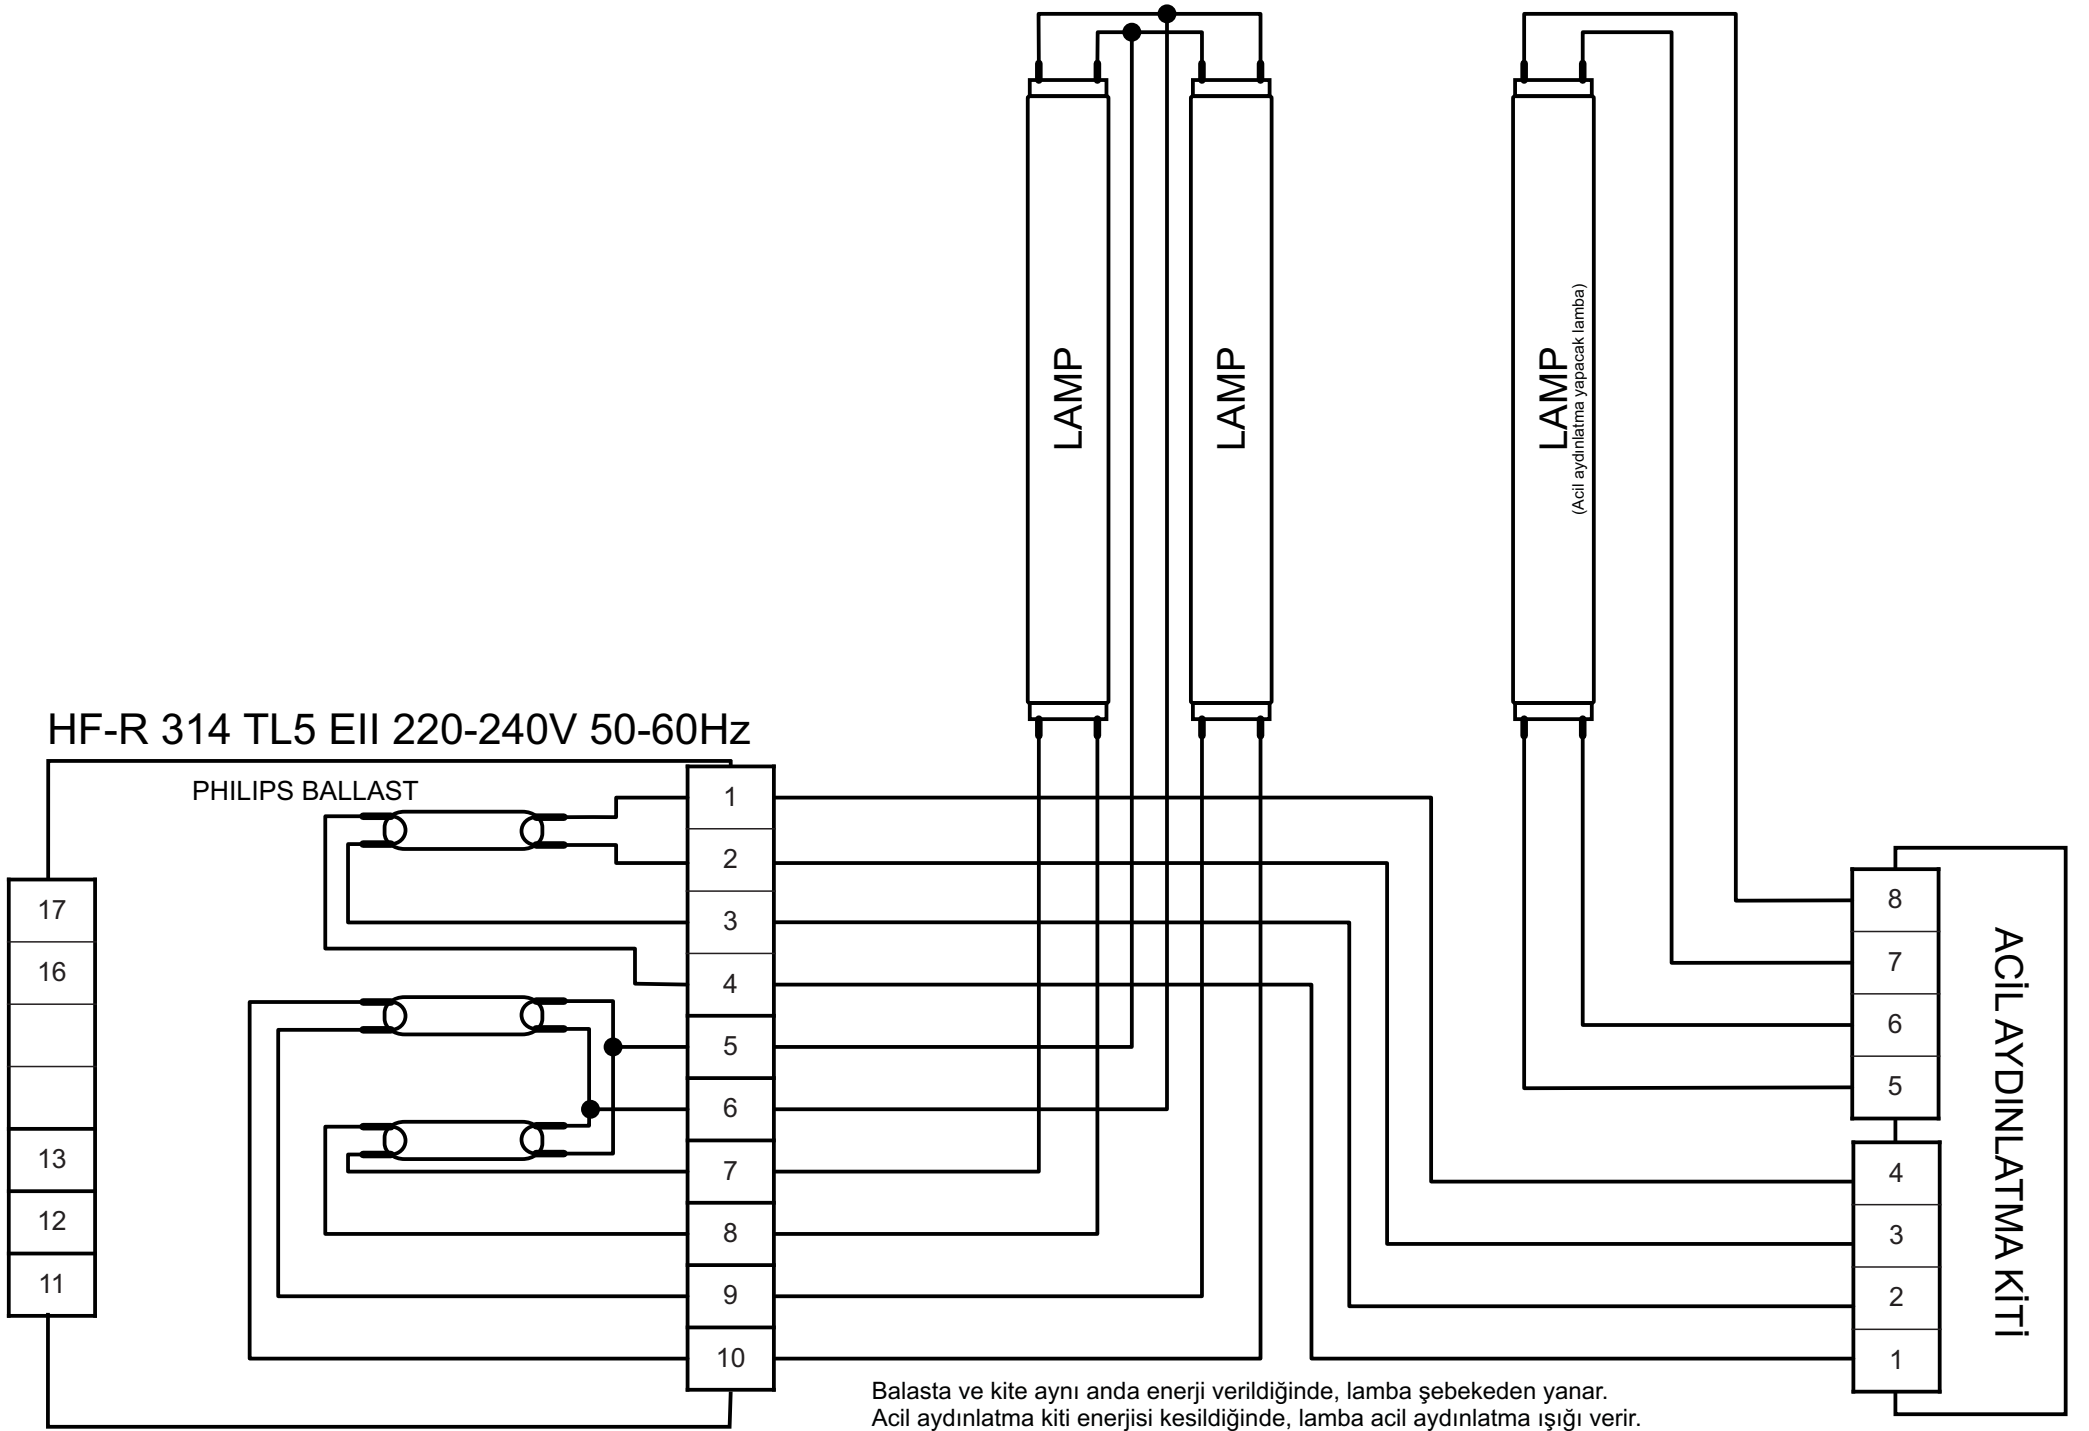 LAMP
LAMP
LAMP
(Acil aydınlatma yapacak lamba)
HF-R 314 TL5 EII 220-240V 50-60Hz
PHILIPS BALLAST
17
16
13
12
11
1
2
3
4
5
6
7
8
9
10
8
7
6
5
4
3
2
1
ACİL AYDINLATMA KİTİ
Balasta ve kite aynı anda enerji verildiğinde, lamba şebekeden yanar.
Acil aydınlatma kiti enerjisi kesildiğinde, lamba acil aydınlatma ışığı verir.